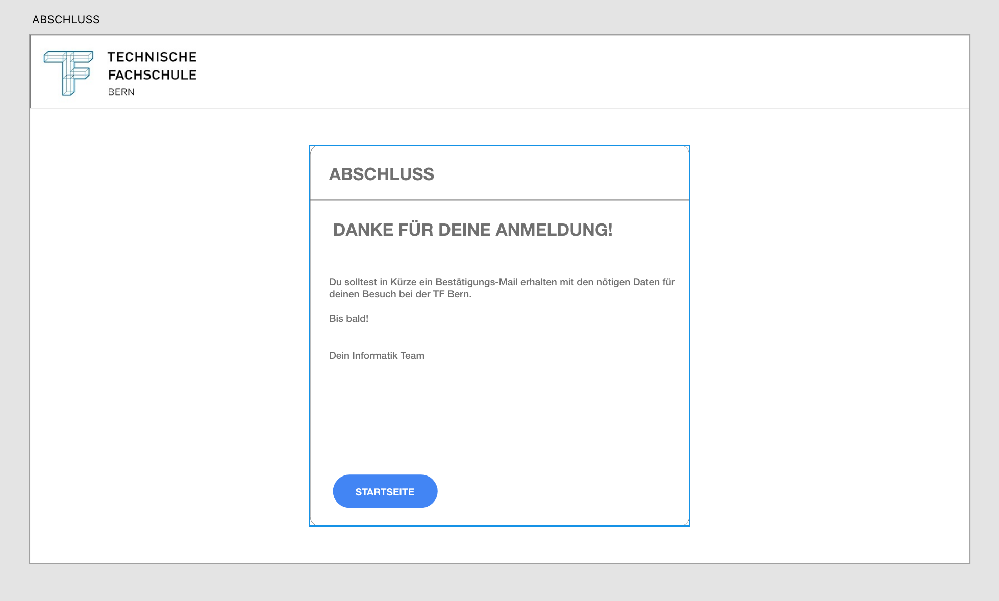 ABSCHLUSS
TECHNISCHE
FACHSCHULE
BERN
ABSCHLUSS
DANKE FÜR DEINE ANMELDUNG!
Du solltest in Kürze ein Bestätigungs-Mail erhalten mit den nötigen Daten für
deinen Besuch bei der TF Bern.
Bis bald!
Dein Informatik Team
STARTSEITE